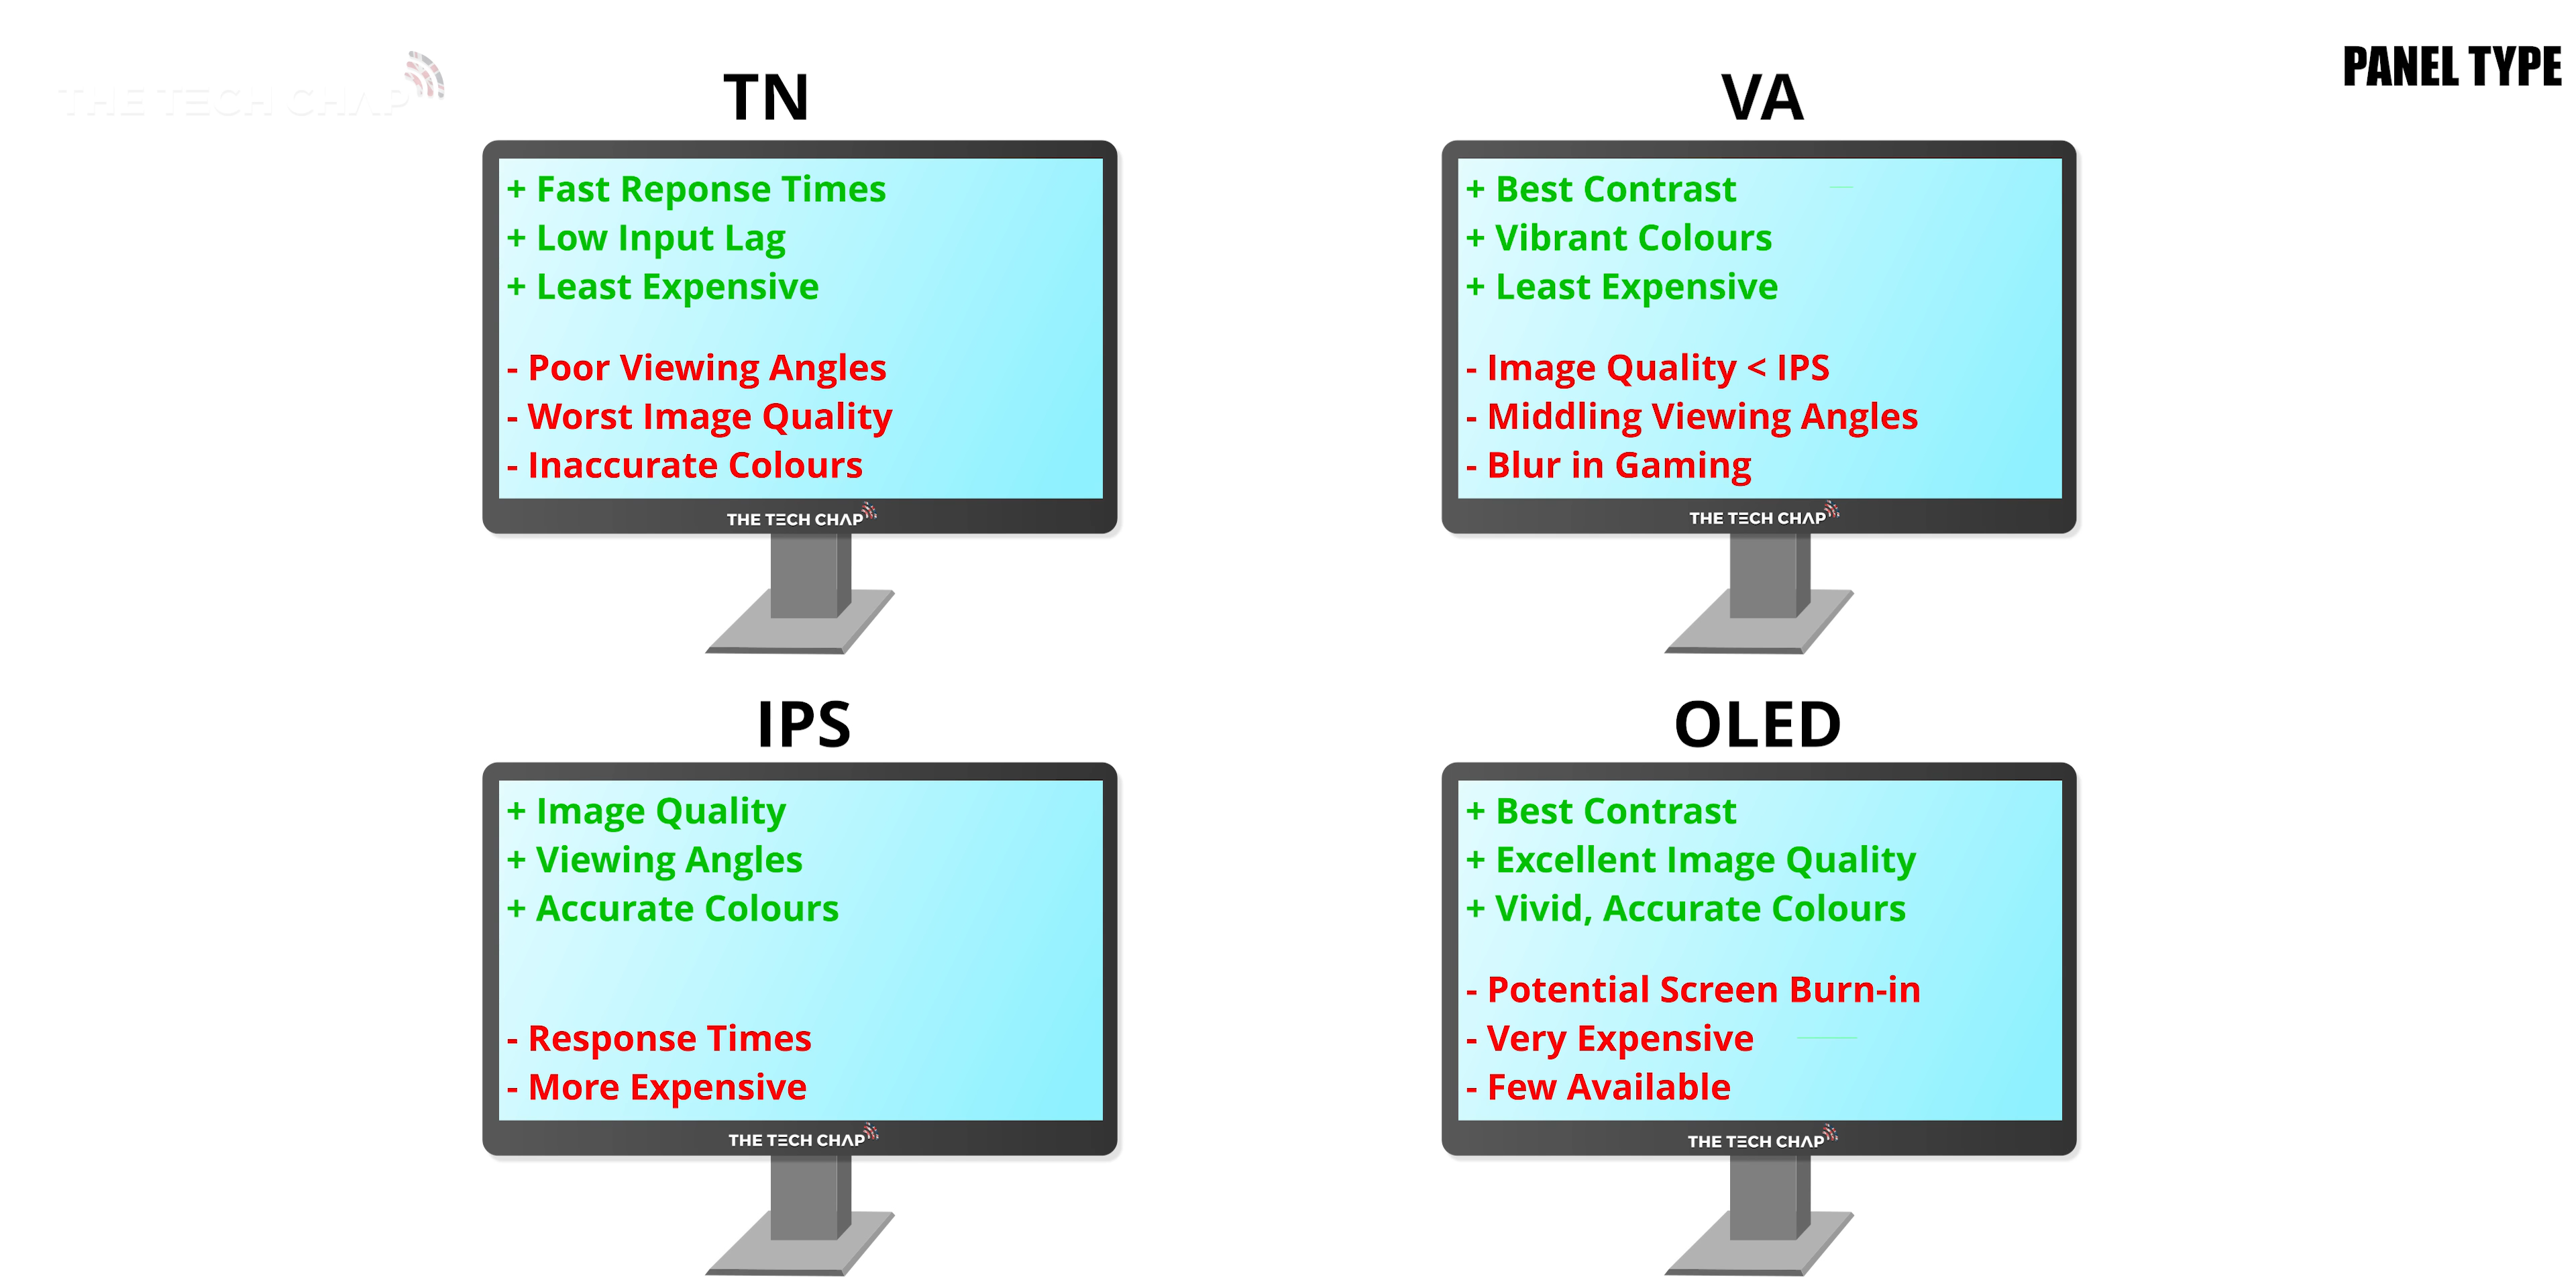 THE TECH CHAP
PANEL TYPE
TN
+ Fast Reponse Times
+ Low Input Lag
+ Least Expensive
- Poor Viewing Angles
- Worst Image Quality
- Inaccurate Colours
THE TECH CHAP
VA
+ Best Contrast
+ Vibrant Colours
+ Least Expensive
- Image Quality < IPS
- Middling Viewing Angles
- Blur in Gaming
THE TECH CHAP
IPS
+ Image Quality
+ Viewing Angles
+ Accurate Colours
- Response Times
- More Expensive
THE TECH CHAP
OLED
+ Best Contrast
+ Excellent Image Quality
+ Vivid, Accurate Colours
- Potential Screen Burn-in
- Very Expensive
- Few Available
THE TECH CHAP